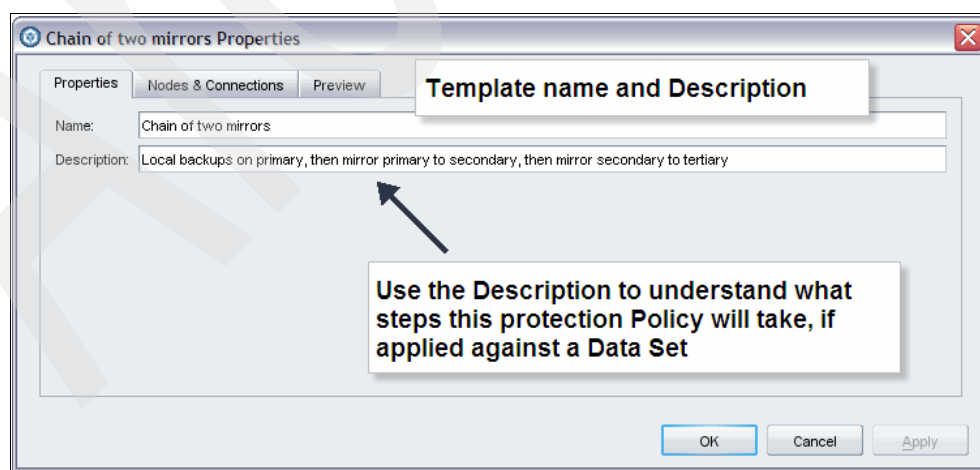 Chain of two mirrors Properties
Properties Nodes & Connections Preview
Template name and Description
Name: Chain of two mirrors
Description: Local backups on primary, then mirror primary to secondary, then mirror secondary to tertiary
Use the Description to understand what
steps this protection Policy will take, if
applied against a Data Set
OK Cancel Apply